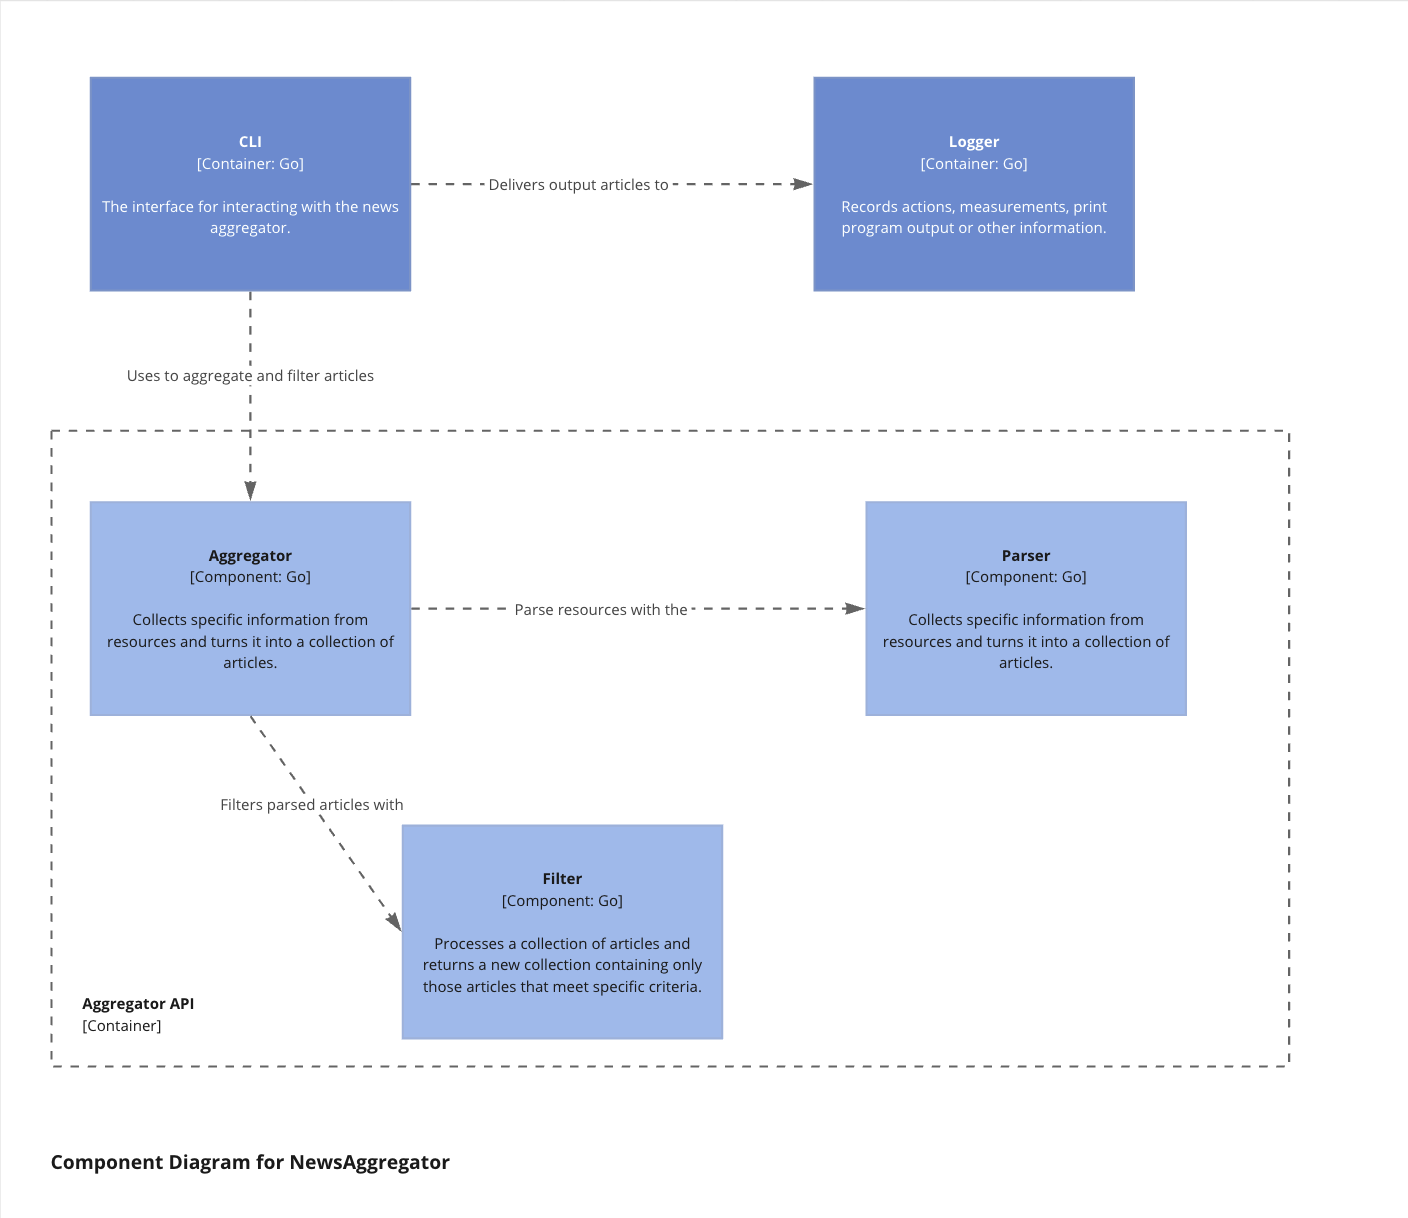 CLI
[Container: Go]
The interface for interacting with the news
aggregator.
Delivers output articles to
Logger
[Container: Go]
Records actions, measurements, print
program output or other information.
Uses to aggregate and filter articles
Aggregator
[Component: Go]
Collects specific information from
resources and turns it into a collection of
articles.
Parse resources with the
Parser
[Component: Go]
Collects specific information from
resources and turns it into a collection of
articles.
Filters parsed articles with
Filter
[Component: Go]
Processes a collection of articles and
returns a new collection containing only
those articles that meet specific criteria.
Aggregator API
[Container]
Component Diagram for NewsAggregator